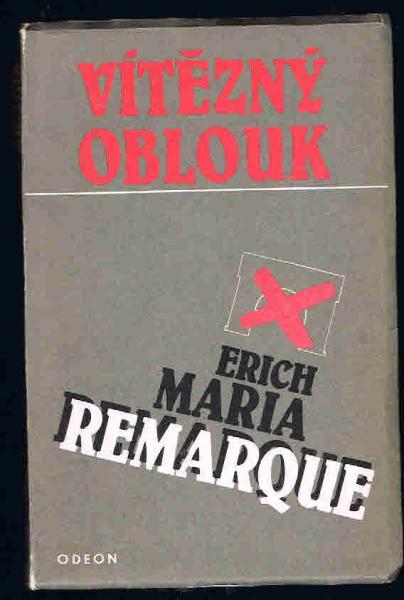 VÍTĚZNÝ
OBLOUK
ERICH
MARIA
REMARQUE
ODEON